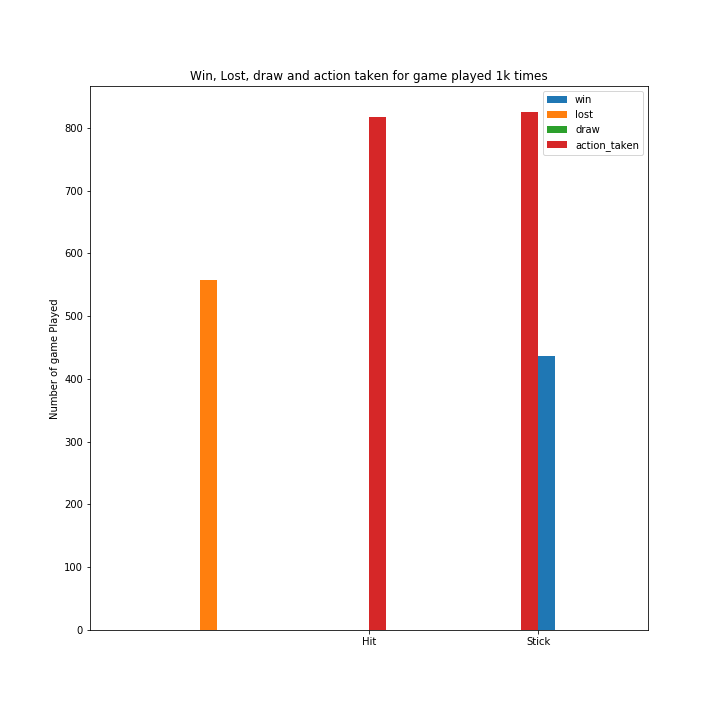 Win, Lost, draw and action taken for game played 1k times
win
lost
draw
action_taken
800
700
600
500
400
300
200
100
0
Number of game Played
Hit
Stick